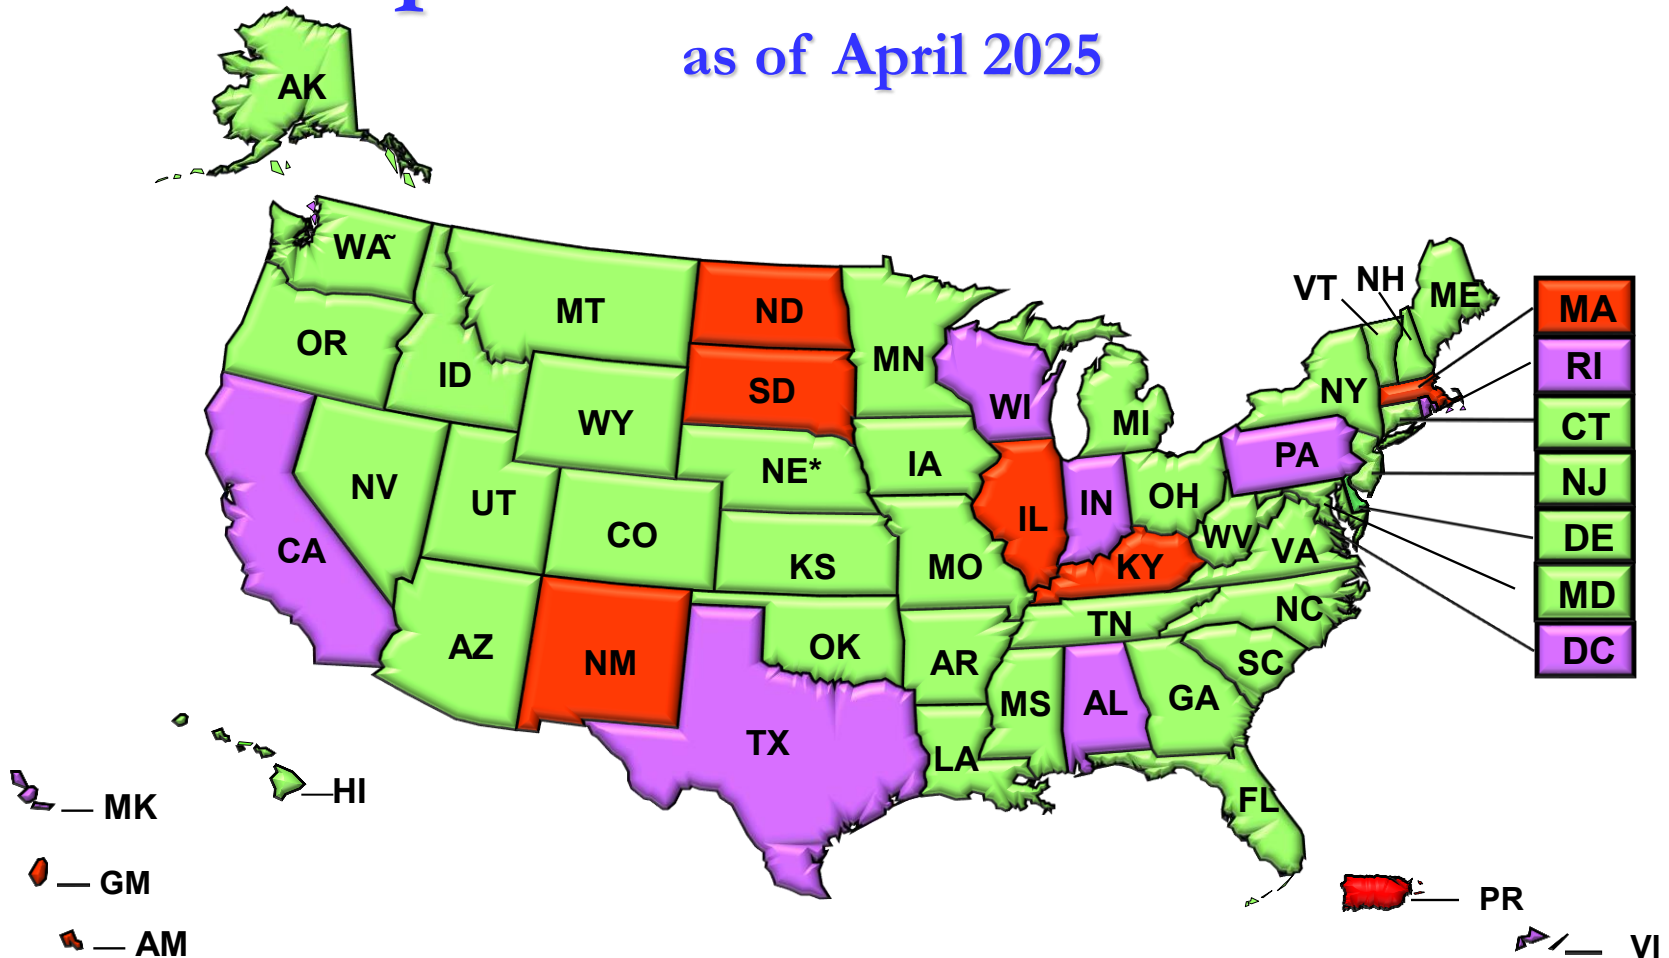 as of April 2025
AK
WA˜
MT
ND
MN
VT
NH
ME
MA
OR
ID
SD
WI
MI
NY
RI
WY
CT
NV
UT
NE*
IA
PA
NJ
CA
CO
KS
MO
IL
IN
OH
WV
VA
DE
KY
MD
AZ
NM
OK
AR
TN
NC
DC
TX
MS
AL
GA
SC
LA
FL
HI
MK
GM
AM
PR
VI